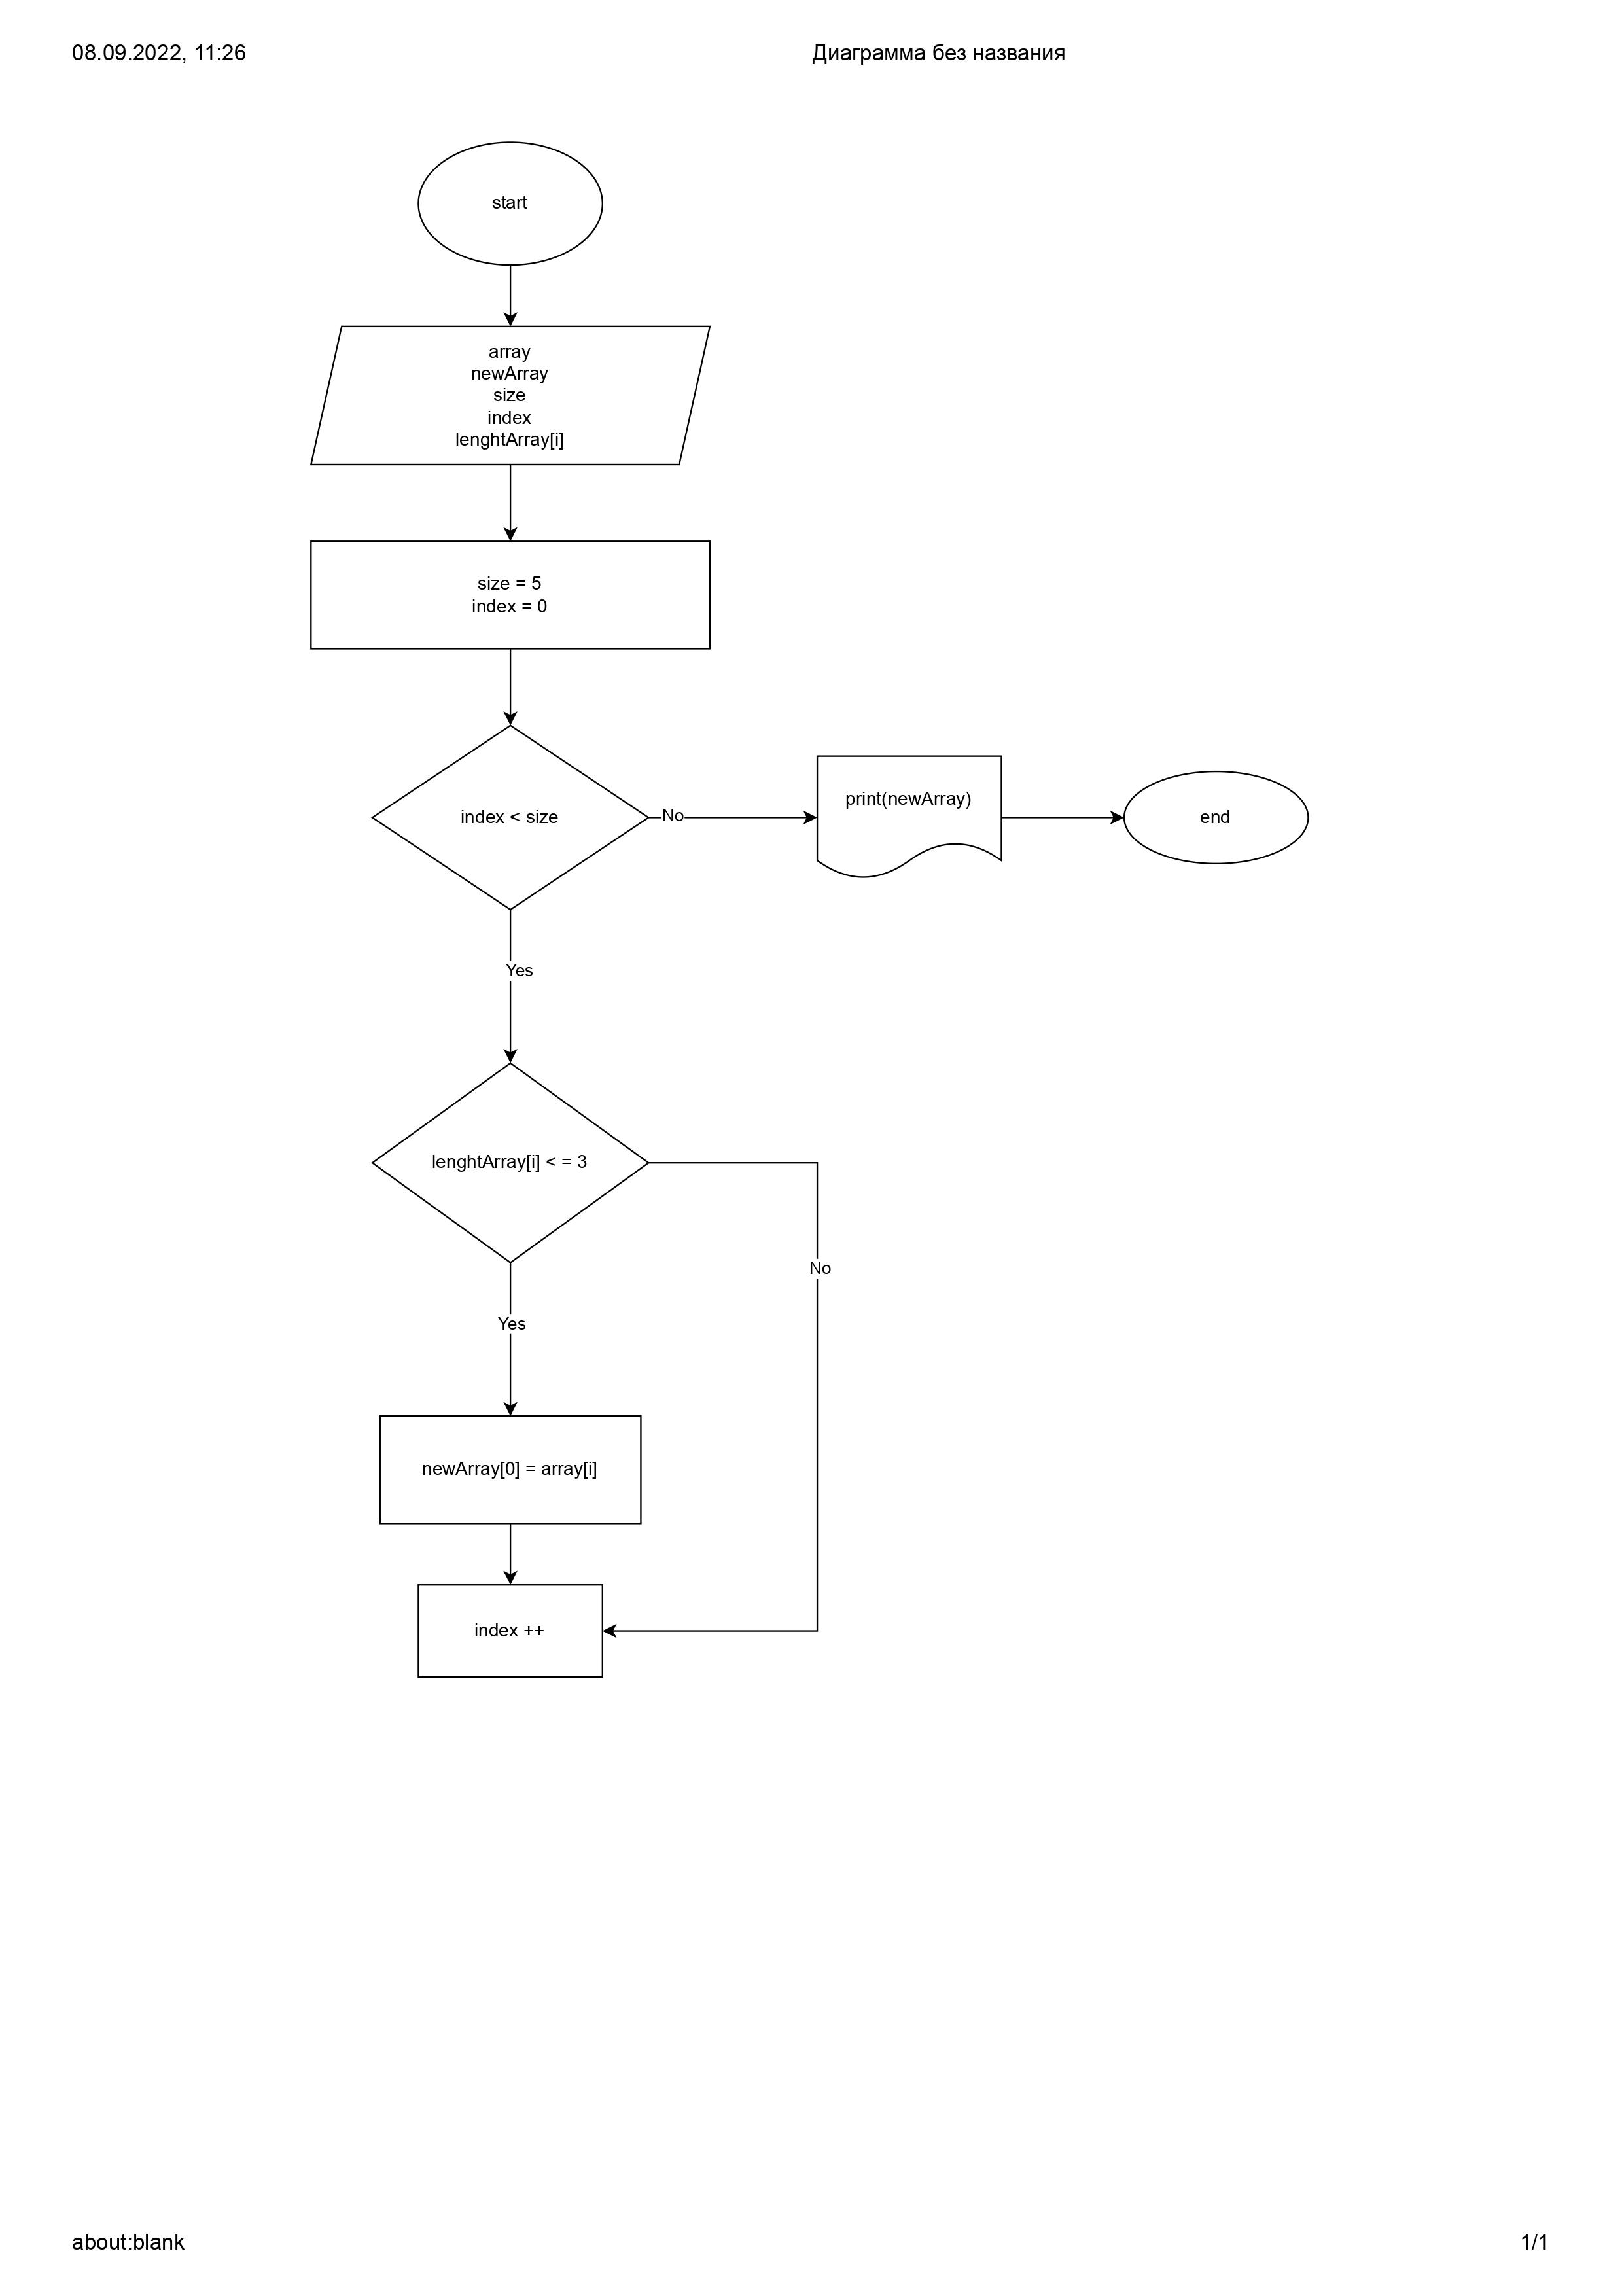 08.09.2022, 11:26
Диаграмма без названия
start
array
newArray
size
index
lenghtArray[i]
size = 5
index = 0
index < size
No
print(newArray)
end
Yes
lenghtArray[i] < = 3
No
Yes
newArray[0] = array[i]
index ++
about:blank
1/1